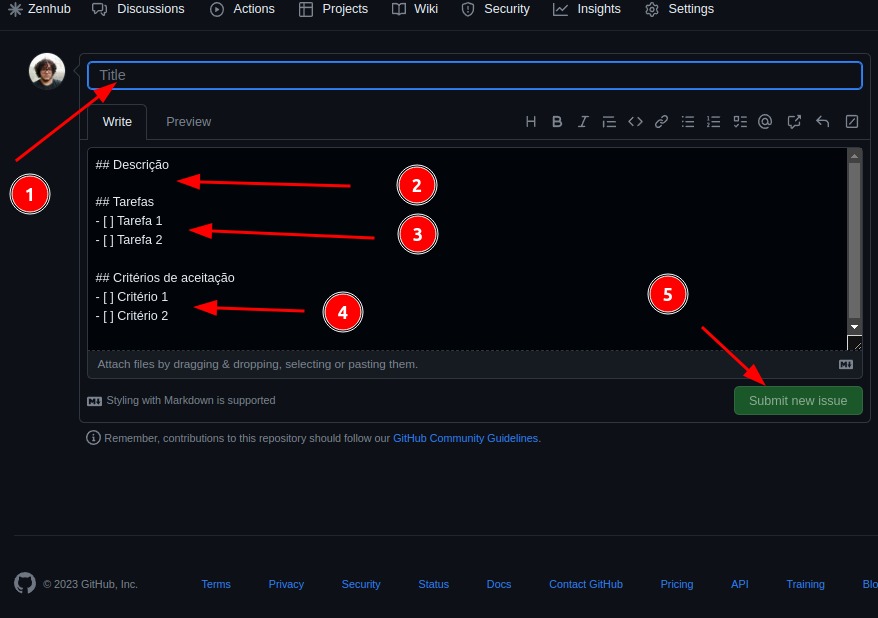 Zenhub Discussions Actions Projects Wiki Security Insights Settings
Title
1
Write Preview
## Descrição
2
## Tarefas
- [ ] Tarefa 1
3
- [ ] Tarefa 2
## Critérios de aceitação
- [ ] Critério 1
5
- [ ] Critério 2
4
Attach files by dragging & dropping, selecting or pasting them.
Styling with Markdown is supported
Submit new issue
Remember, contributions to this repository should follow our GitHub Community Guidelines.
© 2023 GitHub, Inc. Terms Privacy Security Status Docs Contact GitHub Pricing API Training Blo